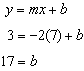 y = mx + b
3 = −2(7) + b
17 = b